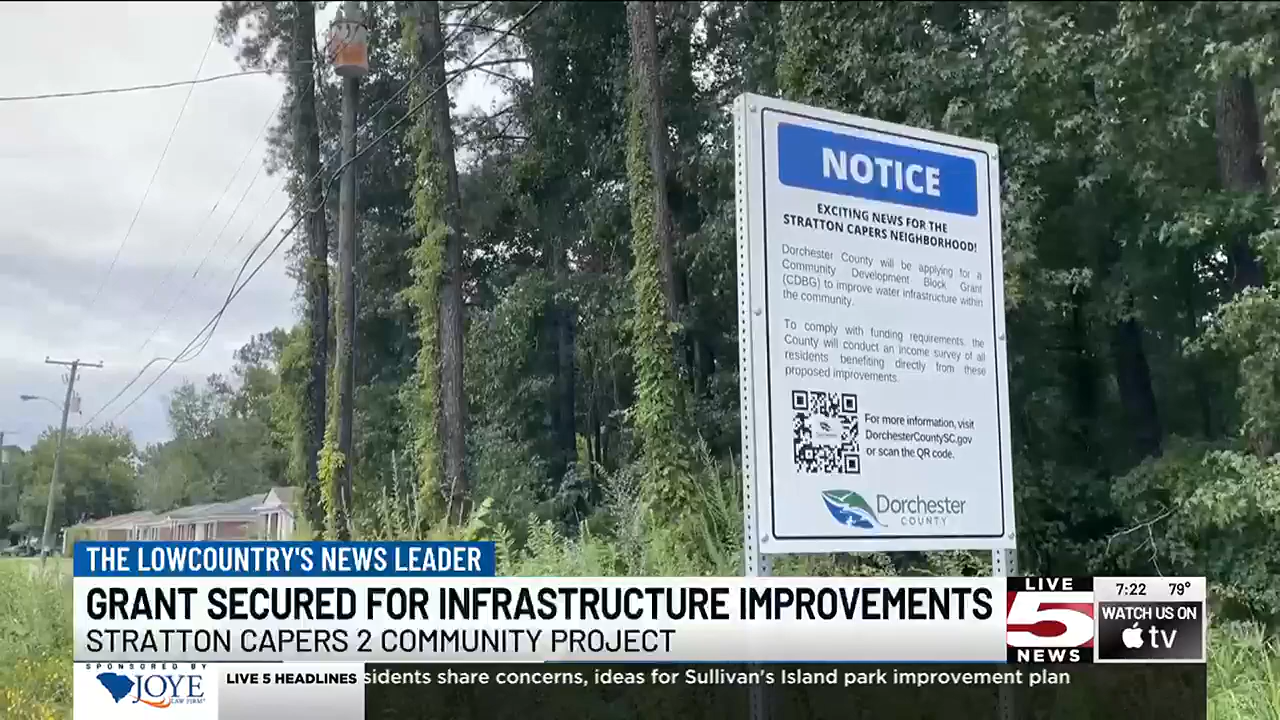 NOTICE
EXCITING NEWS FOR THE
STRATTON CAPERS NEIGHBORHOOD!
Dorchester County will be applying for a
Community Development Block Grant
(CDBG) to improve water infrastructure within
the community.
To comply with funding requirements, the
County will conduct an income survey of all
residents benefiting directly from these
proposed improvements.
For more information, visit
DorchesterCountySC.gov
or scan the QR code.
Dorchester
COUNTY
THE LOWCOUNTRY'S NEWS LEADER
GRANT SECURED FOR INFRASTRUCTURE IMPROVEMENTS
STRATTON CAPERS 2 COMMUNITY PROJECT
LIVE
5
NEWS
7:22 79°
WATCH US ON
tv
SPONSORED BY
JOYE
LAW FIRM
LIVE 5 HEADLINES
sidents share concerns, ideas for Sullivan's Island park improvement plan